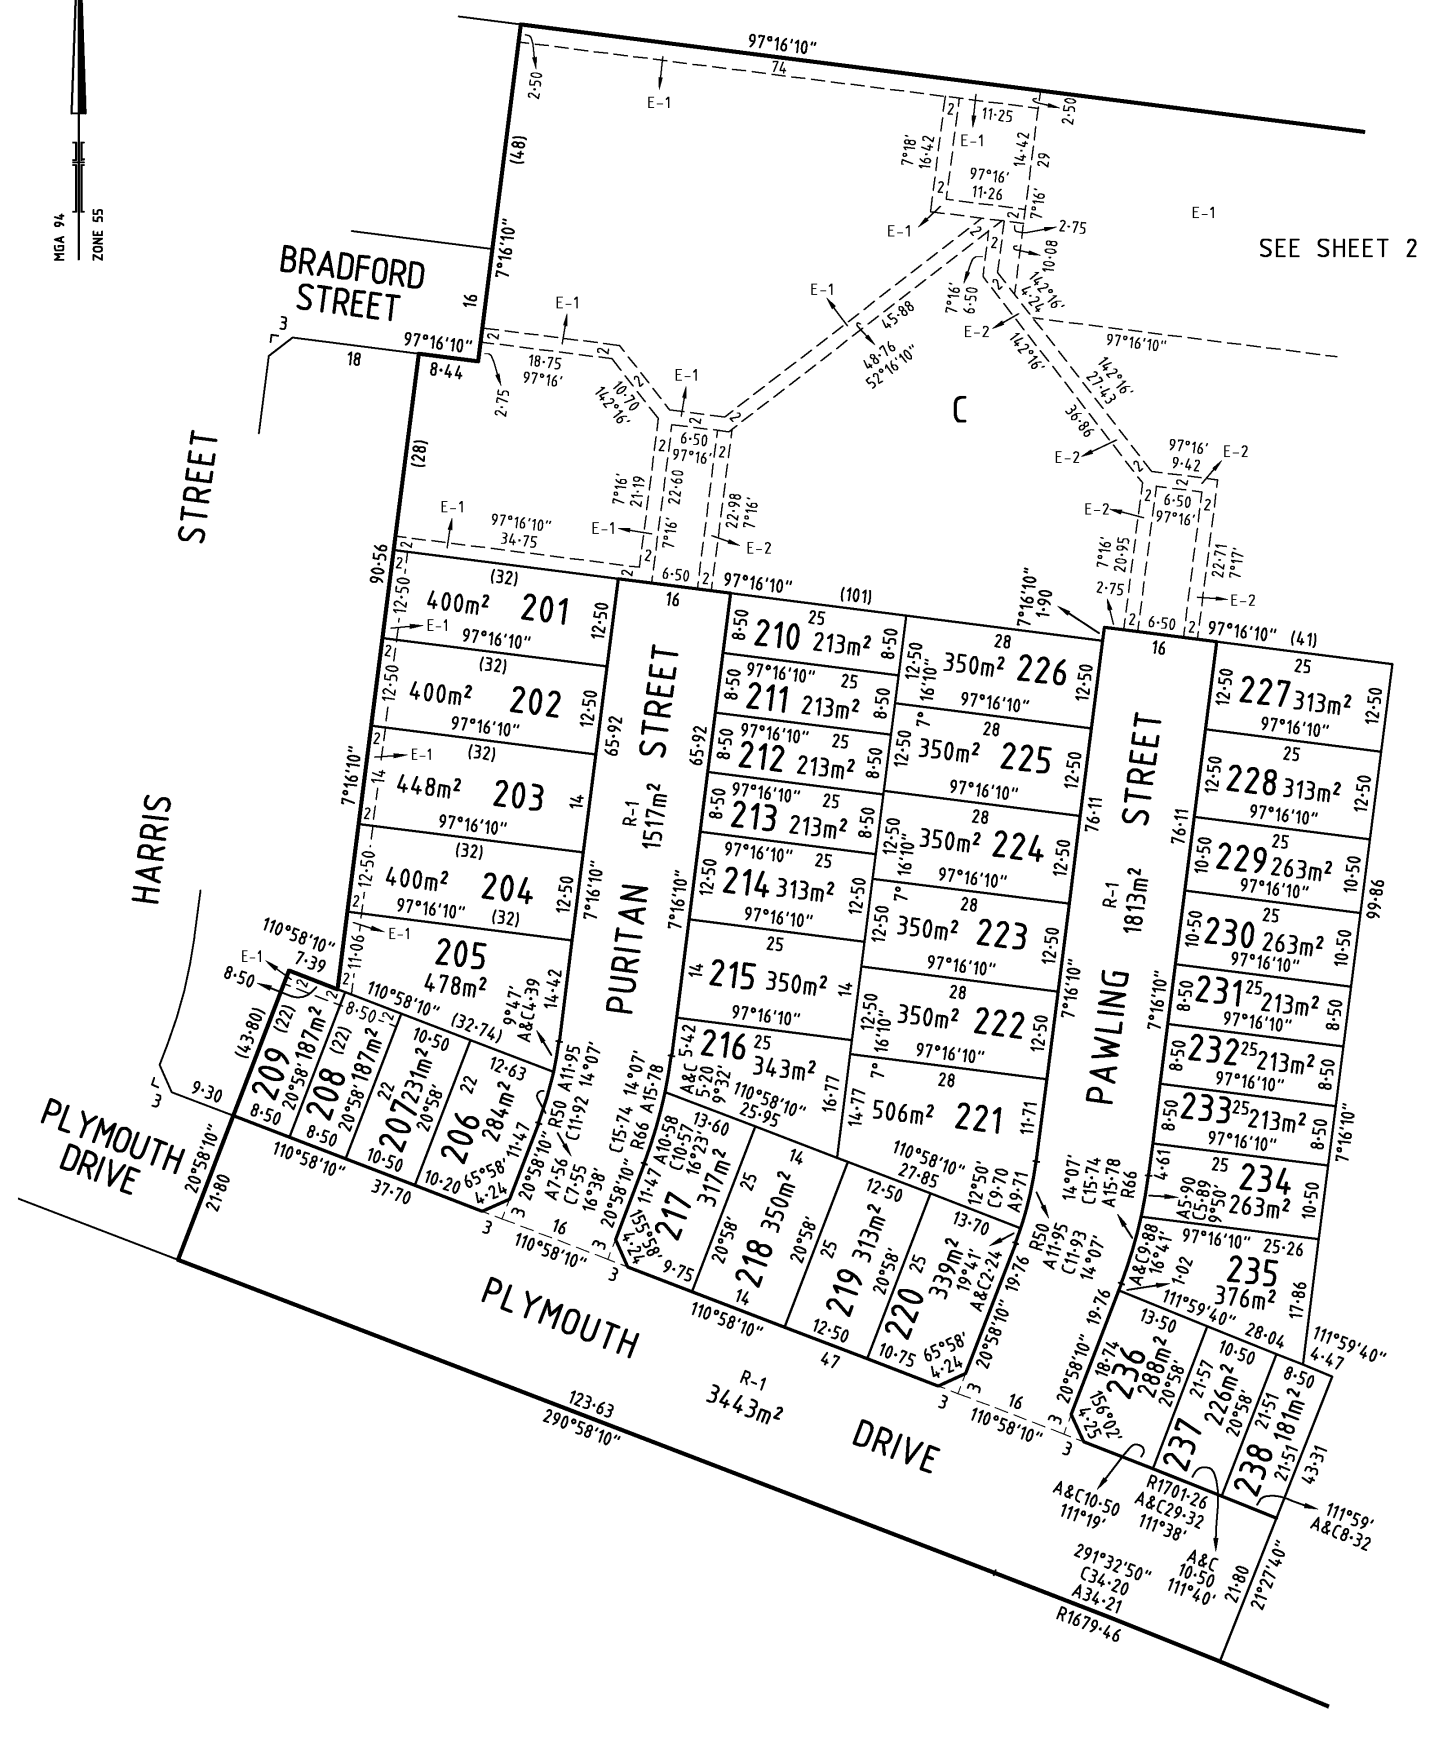 MGA 94
ZONE 55
97°16'10"
74
2·50
E-1
(48)
7°16'10"
16
BRADFORD
STREET
3
18
97°16'10"
8·44
2·75
E-1
18·75
97°16'
10·70
142°16'
E-1
6·50
97°16'
7°16'
21·19
22·60
7°16'
22·98
7°16'
E-1
E-2
E-1
45·88
48·76
52°16'10"
11·25
2·50
E-1
7°18'
16·42
14·42
29
97°16'
11·26
7°16'
E-1
2·75
10·08
7°16'
6·50
142°16'
4·24
E-2
142°16'
97°16'10"
142°16'
27·43
36·86
E-2
97°16'
9·42
E-2
6·50
97°16'
E-2
7°16'
20·95
22·71
7°17'
E-2
2·75
6·50
E-1
SEE SHEET 2
C
STREET
HARRIS
(28)
90·56
7°16'10"
E-1
97°16'10"
34·75
6·50
97°16'10"
(101)
7°16'10"
1·90
97°16'10" (41)
16
16
(32)
12·50
400m² 201
12·50
E-1
97°16'10"
(32)
12·50
400m² 202
12·50
97°16'10"
(32)
E-1
14
448m² 203
14
97°16'10"
(32)
12·50
400m² 204
12·50
97°16'10" (32)
E-1
11·06
205
478m²
14·42
110°58'10"
(32·74)
9°47'
A&C4·39
65·92
7°16'10"
PURITAN STREET
R-1
1517m²
65·92
7°16'10"
25
8·50
210 213m²
8·50
97°16'10"
25
8·50
211 213m²
8·50
97°16'10"
25
8·50
212 213m²
8·50
97°16'10"
25
8·50
213 213m²
8·50
97°16'10"
25
12·50
214 313m²
12·50
97°16'10"
25
14
215 350m²
14
97°16'10"
25
A&C 5·42
5·20
9°32'
216
343m²
110°58'10"
25·95
16·77
28
12·50
7°16'10"
350m² 226
12·50
97°16'10"
28
12·50
350m² 225
12·50
97°16'10"
28
12·50
7°16'10"
350m² 224
12·50
97°16'10"
28
12·50
350m² 223
12·50
97°16'10"
28
12·50
7°16'10"
350m² 222
12·50
97°16'10"
28
14·77
506m² 221
11·71
110°58'10"
27·85
76·11
7°16'10"
PAWLING STREET
R-1
1813m²
76·11
7°16'10"
25
12·50
227 313m²
12·50
97°16'10"
25
12·50
228 313m²
12·50
97°16'10"
25
10·50
229 263m²
10·50
97°16'10"
25
10·50
230 263m²
10·50
97°16'10"
8·50
231 25 213m²
8·50
97°16'10"
8·50
232 25 213m²
8·50
97°16'10"
8·50
233 25 213m²
8·50
97°16'10"
4·61
25
234
263m²
10·50
A5·90
C5·89
9°50'
97°16'10"
25·26
235
376m²
17·86
A&C9·88
16°41'
1·02
111°59'40"
28·04
99·86
7°16'10"
111°59'40"
4·47
110°58'10"
7·39
E-1
8·50
(43·80)
(22)
209 187m²
20°58'10"
8·50
8·50
(22)
208 187m²
20°58'
8·50
10·50
22
207 231m²
20°58'
10·50
12·63
22
206
284m²
10·20
65°58'
4·24
11·47
20°58'10"
R50 A11·95
C11·92 14°07'
A7·56
C7·55
16°38'
9·30
3
PLYMOUTH
DRIVE
20°58'10"
21·80
110°58'10"
37·70
3
3
16
110°58'10"
3
3
C15·74 14°07'
R66 A15·78
20°58'10"
11·47
A10·58
C10·57
16°23'
13·60
217 317m²
155°58'
4·24
9·75
20°58'
14
25
218 350m²
20°58'
14
12·50
25
219 313m²
20°58'
12·50
13·70
25
220 339m²
10·75
19°41'
A&C2·24
65°58'
4·24
12°50'
C9·70
A9·71
R50
A11·95
C11·93
14°07'
19·76
20°58'10"
110°58'10"
47
3
3
16
110°58'10"
3
3
14°07'
C15·74
A15·78
R66
19·76
20°58'10"
18·74
13·50
236
288m²
20°58'
156°02'
4·25
10·50
21·57
237 226m²
20°58'
8·50
21·51
238 181m²
21·51
43·31
PLYMOUTH DRIVE
R-1
3443m²
123·63
290°58'10"
A&C10·50
111°19'
R1701·26
A&C29·32
111°38'
A&C
10·50
111°40'
111°59'
A&C8·32
291°32'50"
C34·20
A34·21
R1679·46
21·80
21°27'40"